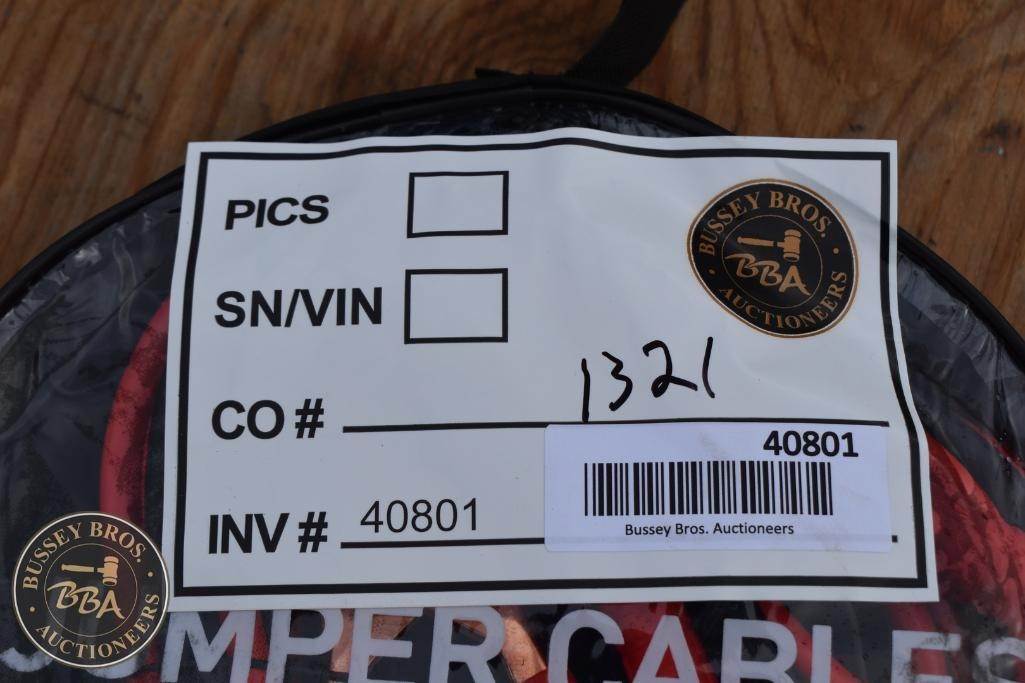 PICS
SN/VIN
BUSSEY BROS.
BBA
AUCTIONEERS
CO # 1321
40801
INV # 40801
Bussey Bros. Auctioneers
BUSSEY BROS.
BBA
AUCTIONEERS
JUMPER CABLES